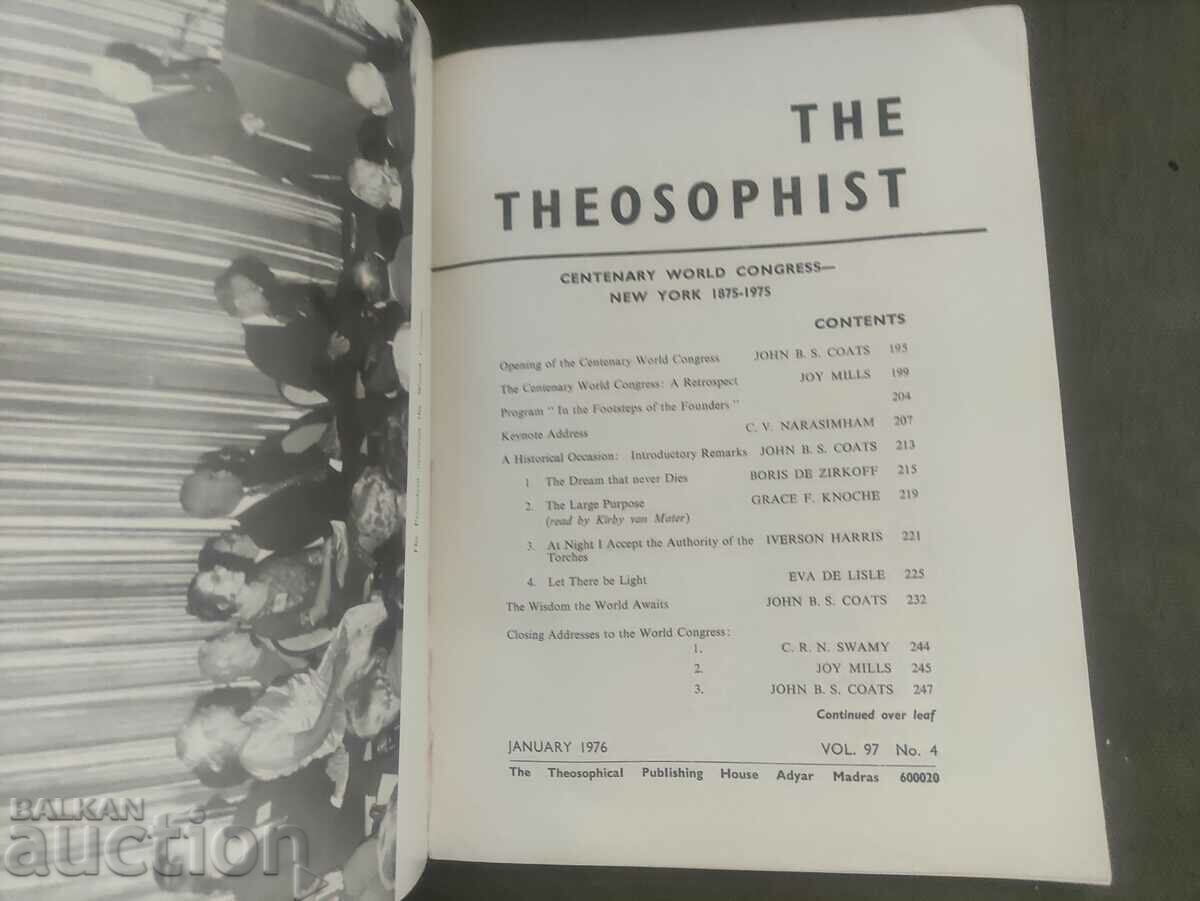 THE
THEOSOPHIST
CENTENARY WORLD CONGRESS—
NEW YORK 1875-1975
CONTENTS
Opening of the Centenary World Congress JOHN B. S. COATS 195
The Centenary World Congress: A Retrospect JOY MILLS 199
Program " In the Footsteps of the Founders " 204
Keynote Address C. V. NARASIMHAM 207
A Historical Occasion: Introductory Remarks JOHN B. S. COATS 213
1 The Dream that never Dies BORIS DE ZIRKOFF 215
2. The Large Purpose GRACE F. KNOCHE 219
(read by Kirby van Mater)
3. At Night I Accept the Authority of the IVERSON HARRIS 221
Torches
4. Let There be Light EVA DE LISLE 225
The Wisdom the World Awaits JOHN B. S. COATS 232
Closing Addresses to the World Congress:
1. C. R. N. SWAMY 244
2. JOY MILLS 245
3. JOHN B. S. COATS 247
Continued over leaf
JANUARY 1976 VOL. 97 No. 4
The Theosophical Publishing House Adyar Madras 600020
BALKAN
auction